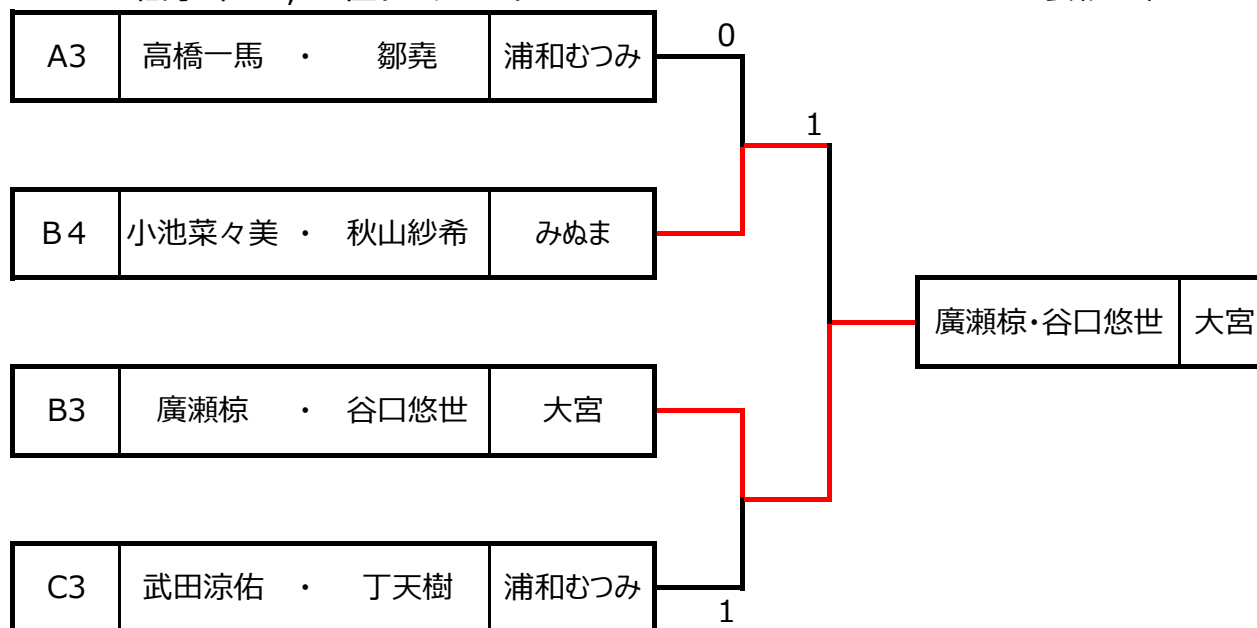 0
A3 高橋一馬 ・ 鄒堯 浦和むつみ
1
B４ 小池菜々美 ・ 秋山紗希 みぬま
廣瀬椋・谷口悠世 大宮
B3 廣瀬椋 ・ 谷口悠世 大宮
C3 武田涼佑 ・ 丁天樹 浦和むつみ
1